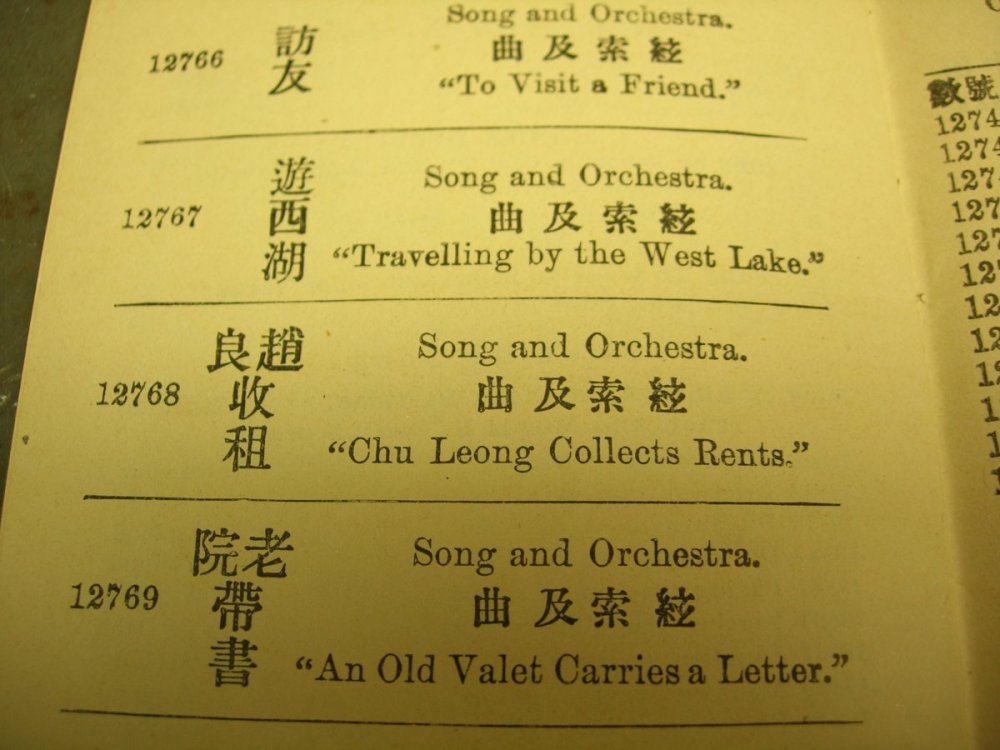 Song and Orchestra.
12766
訪友
絃索及曲
“To Visit a Friend.”
12767
遊西湖
Song and Orchestra.
絃索及曲
“Travelling by the West Lake.”
12768
趙良收租
Song and Orchestra.
絃索及曲
“Chu Leong Collects Rents.”
12769
老院帶書
Song and Orchestra.
絃索及曲
“An Old Valet Carries a Letter.”
號數